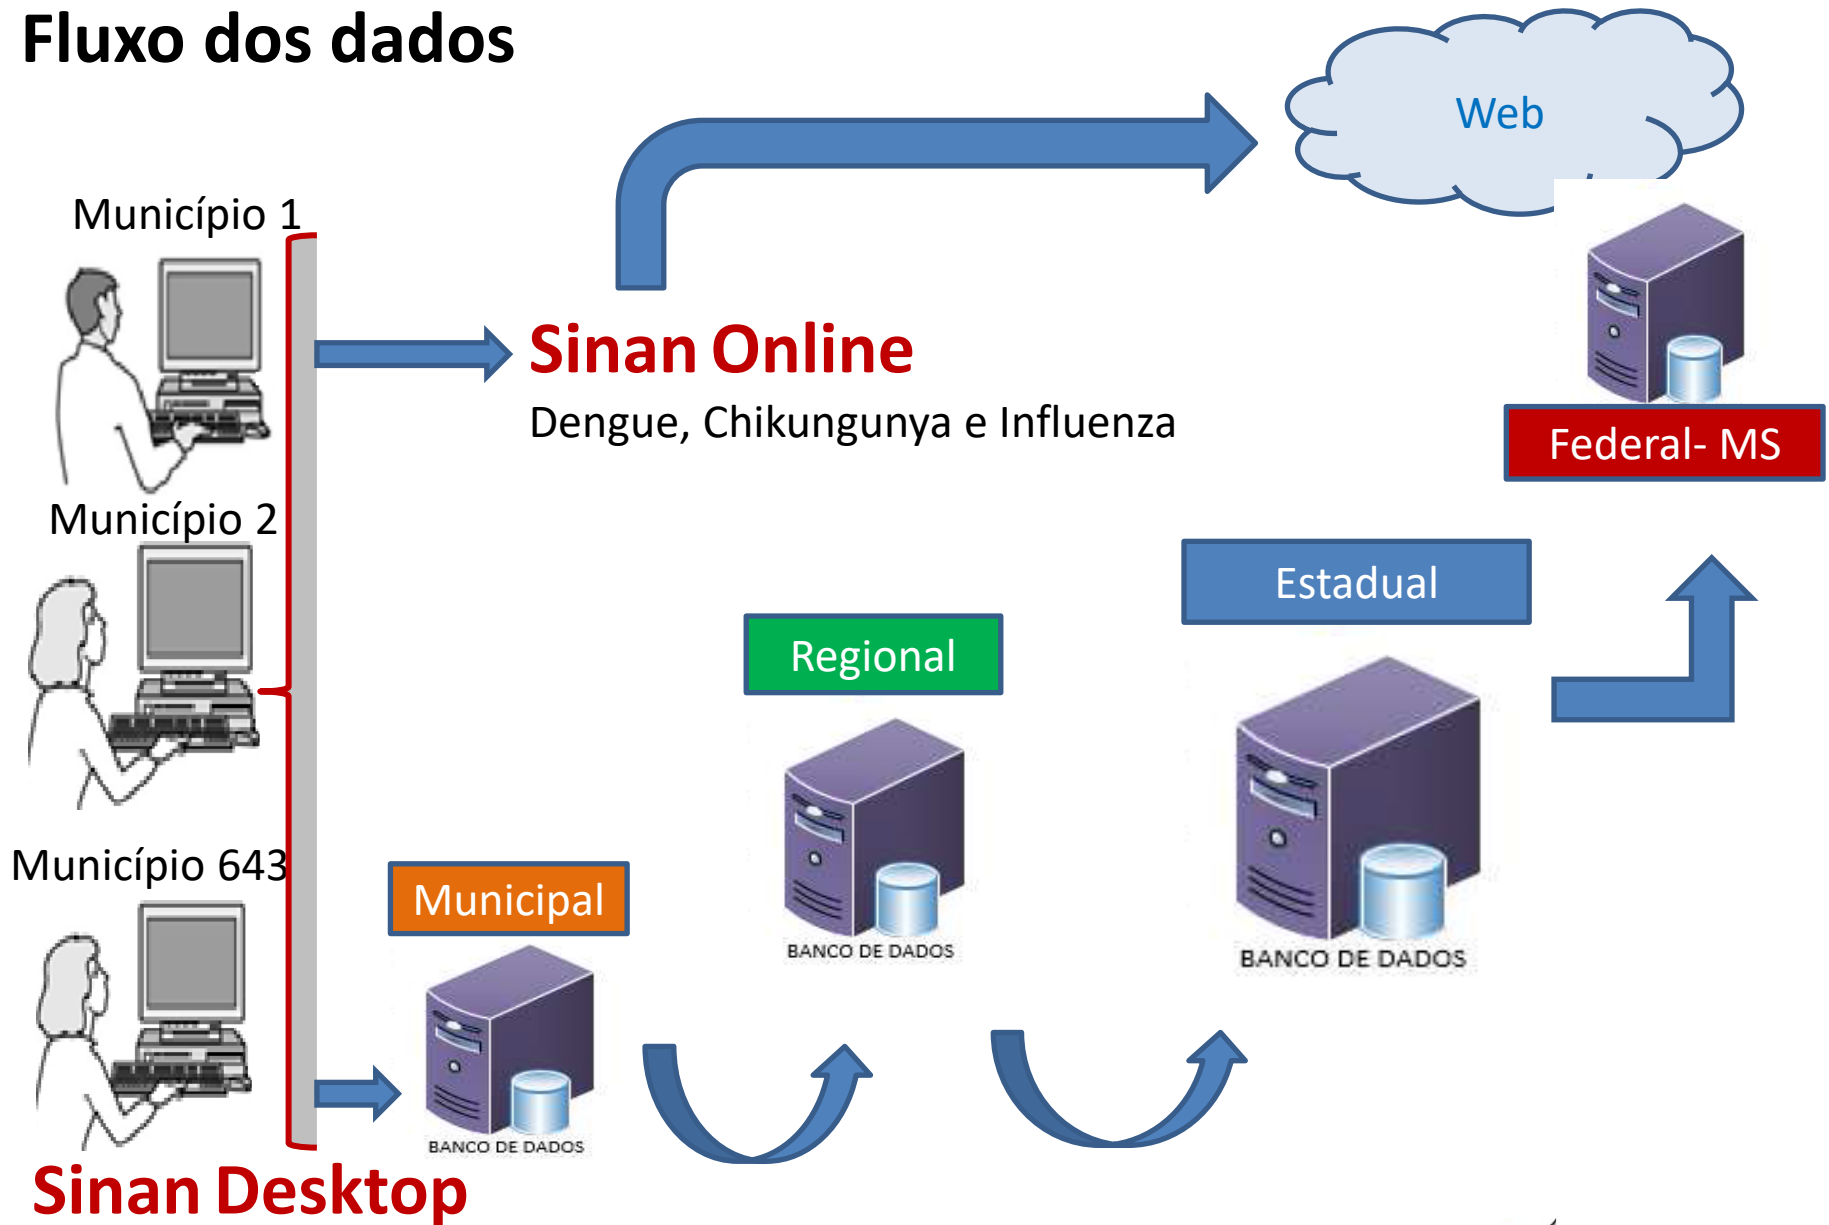 Fluxo dos dados
Web
Município 1
Sinan Online
Dengue, Chikungunya e Influenza
Federal- MS
Município 2
Estadual
Regional
Município 643
Municipal
BANCO DE DADOS
BANCO DE DADOS
BANCO DE DADOS
Sinan Desktop